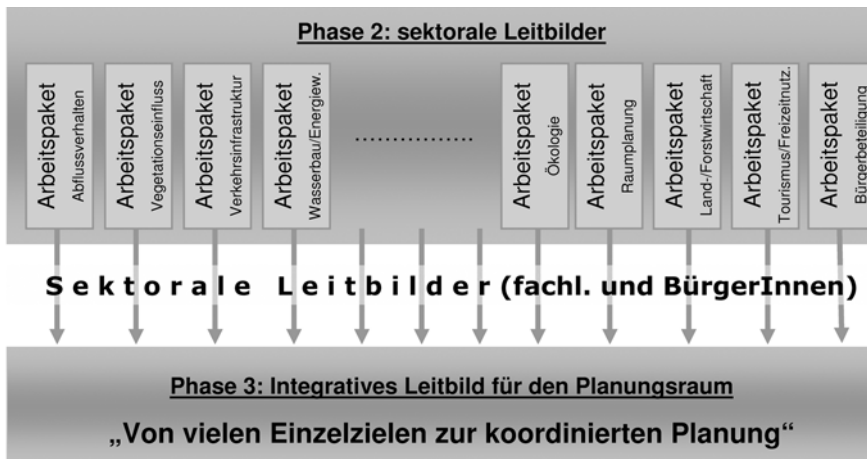 Phase 2: sektorale Leitbilder
Arbeitspaket
Abflussverhalten
Arbeitspaket
Vegetationseinfluss
Arbeitspaket
Verkehrsinfrastruktur
Arbeitspaket
Wasserbau/Energiew.
................
Arbeitspaket
Ökologie
Arbeitspaket
Raumplanung
Arbeitspaket
Land-/Forstwirtschaft
Arbeitspaket
Tourismus/Freizeitnutz.
Arbeitspaket
Bürgerbeteiligung
Sektorale Leitbilder (fachl. und BürgerInnen)
Phase 3: Integratives Leitbild für den Planungsraum
„Von vielen Einzelzielen zur koordinierten Planung“